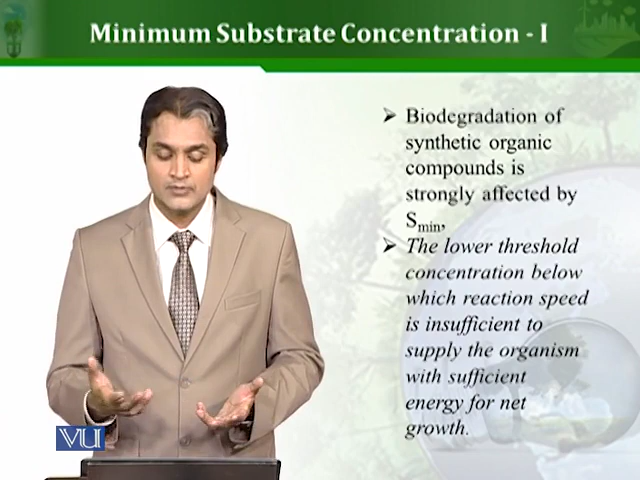 Minimum Substrate Concentration - I
➢ Biodegradation of
synthetic organic
compounds is
strongly affected by
Smin,
➢ The lower threshold
concentration below
which reaction speed
is insufficient to
supply the organism
with sufficient
energy for net
growth.
VU